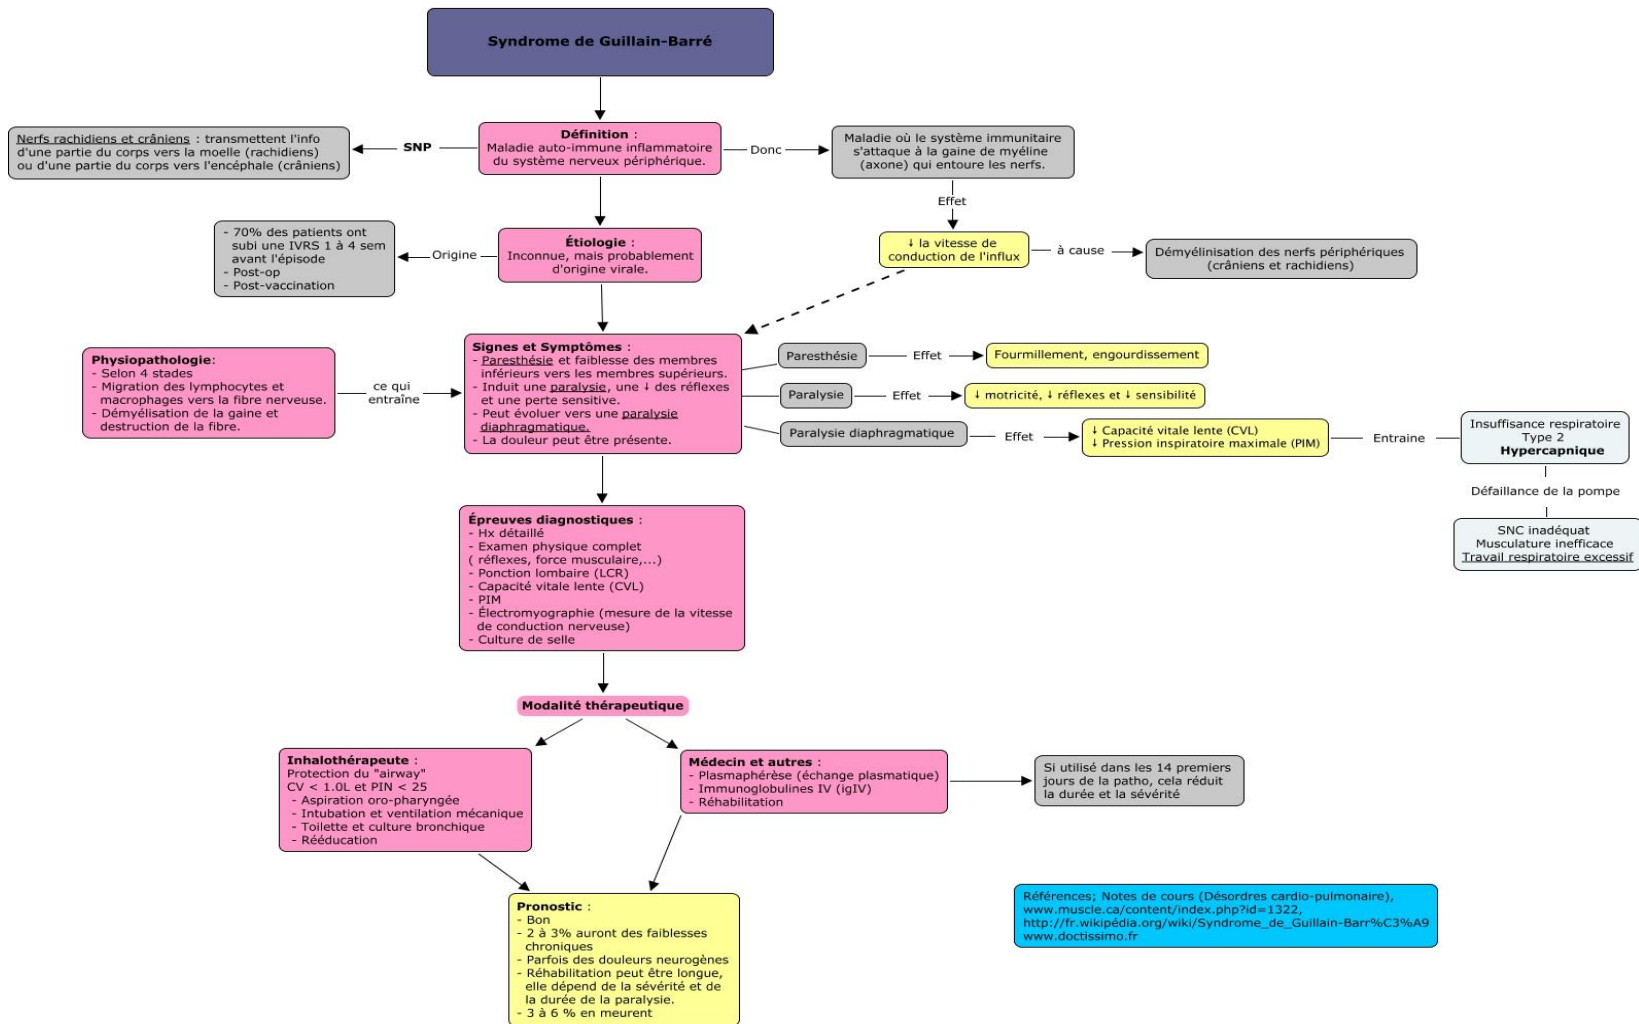 Syndrome de Guillain-Barré
Nerfs rachidiens et crâniens : transmettent l'info
d'une partie du corps vers la moelle (rachidiens)
ou d'une partie du corps vers l'encéphale (crâniens)
SNP
Définition :
Maladie auto-immune inflammatoire
du système nerveux périphérique.
Donc
Maladie où le système immunitaire
s'attaque à la gaine de myéline
(axone) qui entoure les nerfs.
Effet
- 70% des patients ont
subi une IVRS 1 à 4 sem
avant l'épisode
- Post-op
- Post-vaccination
Origine
Étiologie :
Inconnue, mais probablement
d'origine virale.
↓ la vitesse de
conduction de l'influx
à cause
Démyélinisation des nerfs périphériques
(crâniens et rachidiens)
Physiopathologie:
- Selon 4 stades
- Migration des lymphocytes et
macrophages vers la fibre nerveuse.
- Démyélisation de la gaine et
destruction de la fibre.
ce qui
entraîne
Signes et Symptômes :
- Paresthésie et faiblesse des membres
inférieurs vers les membres supérieurs.
- Induit une paralysie, une ↓ des réflexes
et une perte sensitive.
- Peut évoluer vers une paralysie
diaphragmatique.
- La douleur peut être présente.
Paresthésie
Effet
Fourmillement, engourdissement
Paralysie
Effet
↓ motricité, ↓ réflexes et ↓ sensibilité
Paralysie diaphragmatique
Effet
↓ Capacité vitale lente (CVL)
↓ Pression inspiratoire maximale (PIM)
Entraine
Insuffisance respiratoire
Type 2
Hypercapnique
Défaillance de la pompe
SNC inadéquat
Musculature inefficace
Travail respiratoire excessif
Épreuves diagnostiques :
- Hx détaillé
- Examen physique complet
( réflexes, force musculaire,...)
- Ponction lombaire (LCR)
- Capacité vitale lente (CVL)
- PIM
- Électromyographie (mesure de la vitesse
de conduction nerveuse)
- Culture de selle
Modalité thérapeutique
Inhalothérapeute :
Protection du "airway"
CV < 1.0L et PIN < 25
- Aspiration oro-pharyngée
- Intubation et ventilation mécanique
- Toilette et culture bronchique
- Rééducation
Médecin et autres :
- Plasmaphérèse (échange plasmatique)
- Immunoglobulines IV (igIV)
- Réhabilitation
Si utilisé dans les 14 premiers
jours de la patho, cela réduit
la durée et la sévérité
Pronostic :
- Bon
- 2 à 3% auront des faiblesses
chroniques
- Parfois des douleurs neurogènes
- Réhabilitation peut être longue,
elle dépend de la sévérité et de
la durée de la paralysie.
- 3 à 6 % en meurent
Références; Notes de cours (Désordres cardio-pulmonaire),
www.muscle.ca/content/index.php?id=1322,
http://fr.wikipédia.org/wiki/Syndrome_de_Guillain-Barr%C3%A9
www.doctissimo.fr